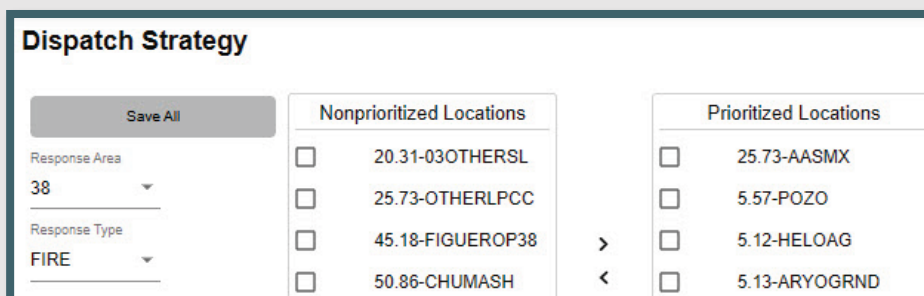 Dispatch Strategy
Save All
Response Area
38
Response Type
FIRE
Nonprioritized Locations
20.31-03OTHERSL
25.73-OTHERLPCC
45.18-FIGUEROP38
50.86-CHUMASH
>
<
Prioritized Locations
25.73-AASMX
5.57-POZO
5.12-HELOAG
5.13-ARYOGRND